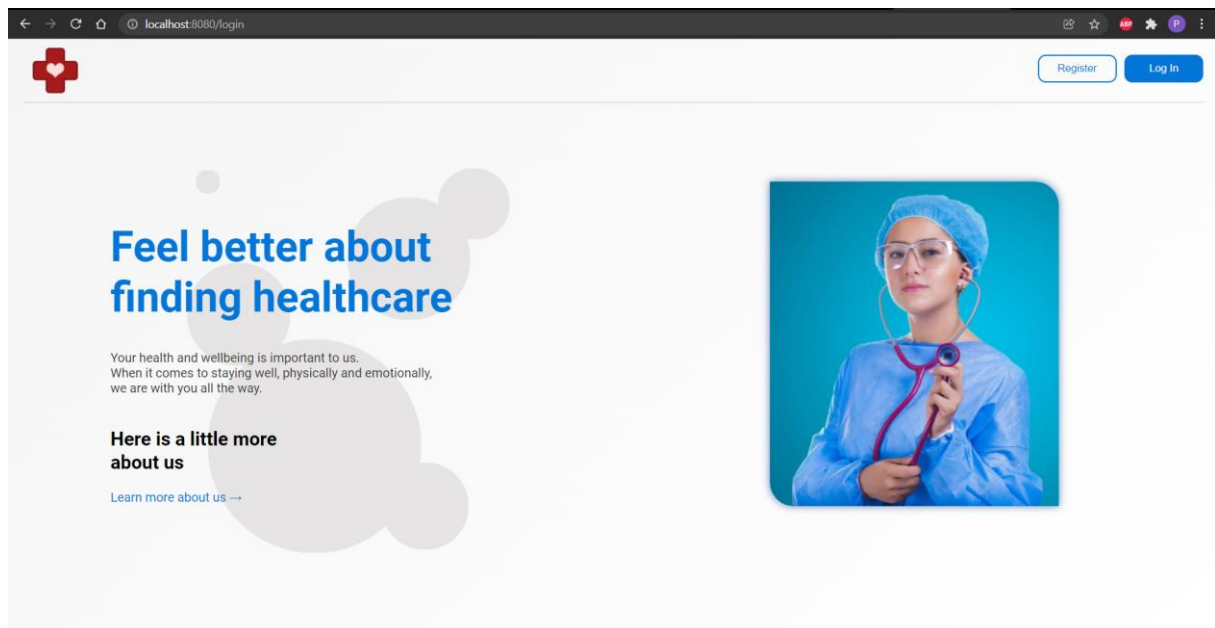 localhost:8080/login
ABP
P
Register
Log In
Feel better about
finding healthcare
Your health and wellbeing is important to us.
When it comes to staying well, physically and emotionally,
we are with you all the way.
Here is a little more
about us
Learn more about us →